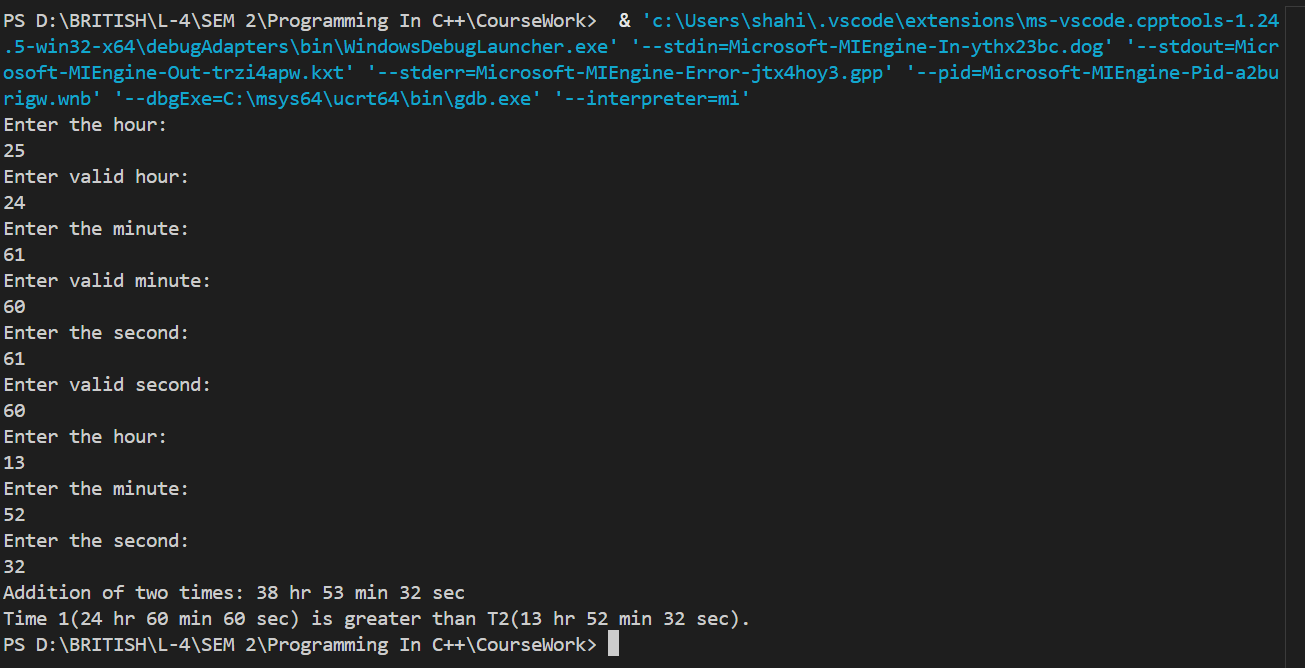 PS D:\BRITISH\L-4\SEM 2\Programming In C++\CourseWork>  & 'c:\Users\shahi\.vscode\extensions\ms-vscode.cpptools-1.24
.5-win32-x64\debugAdapters\bin\WindowsDebugLauncher.exe' '--stdin=Microsoft-MIEngine-In-ythx23bc.dog' '--stdout=Micr
osoft-MIEngine-Out-trzi4apw.kxt' '--stderr=Microsoft-MIEngine-Error-jtx4hoy3.gpp' '--pid=Microsoft-MIEngine-Pid-a2bu
rigw.wnb' '--dbgExe=C:\msys64\ucrt64\bin\gdb.exe' '--interpreter=mi'
Enter the hour:
25
Enter valid hour:
24
Enter the minute:
61
Enter valid minute:
60
Enter the second:
61
Enter valid second:
60
Enter the hour:
13
Enter the minute:
52
Enter the second:
32
Addition of two times: 38 hr 53 min 32 sec
Time 1(24 hr 60 min 60 sec) is greater than T2(13 hr 52 min 32 sec).
PS D:\BRITISH\L-4\SEM 2\Programming In C++\CourseWork>